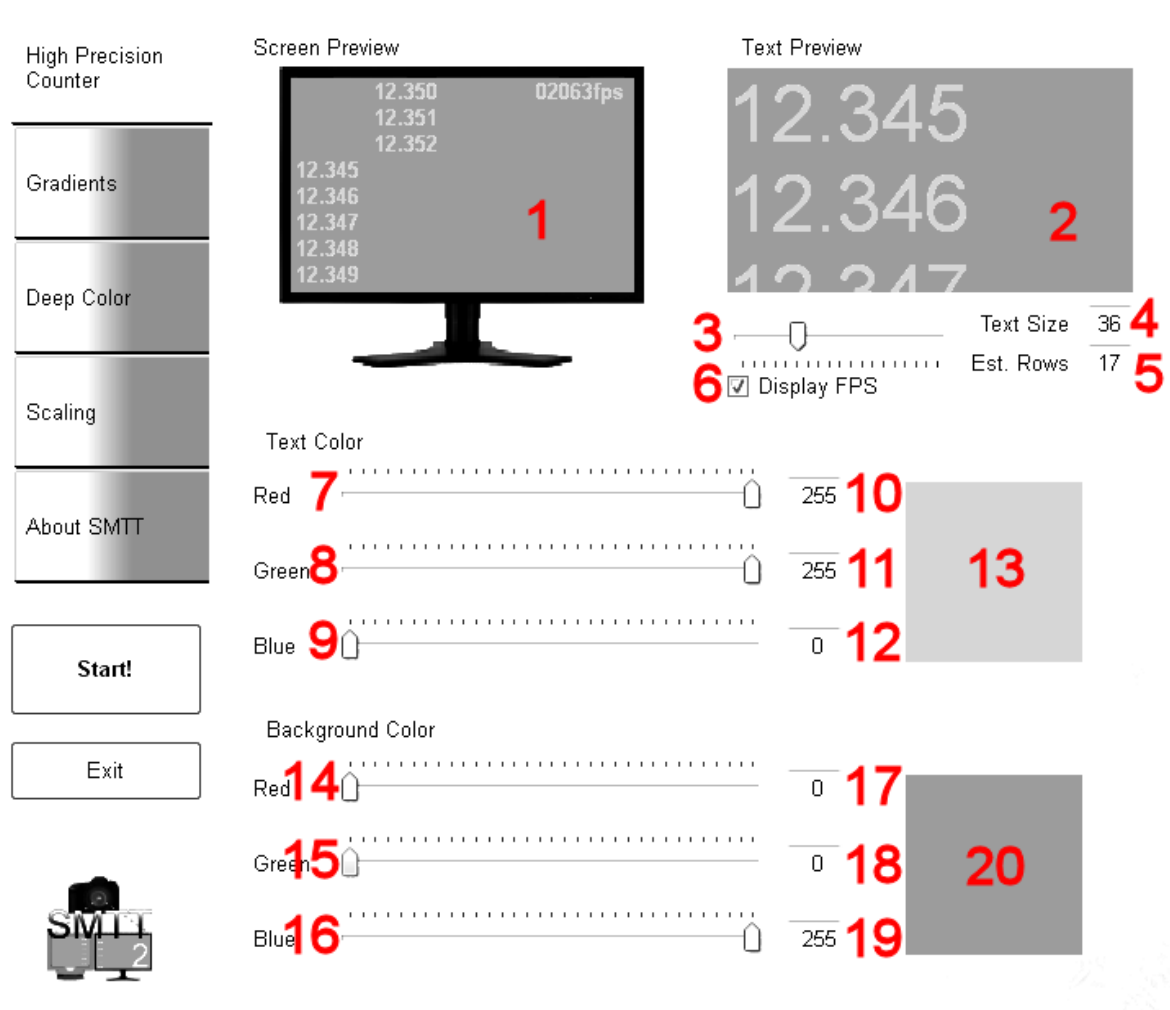 High Precision
Counter
Gradients
Deep Color
Scaling
About SMTT
Start!
Exit
SMTT
2
Screen Preview
12.350 02063fps
12.351
12.352
12.345
12.346
12.347
12.348
12.349
1
Text Preview
12.345
12.346
12.347
2
3 Text Size 36 4
Est. Rows 17 5
6 Display FPS
Text Color
Red 7 255 10
Green 8 255 11
Blue 9 0 12
13
Background Color
Red 14 0 17
Green 15 0 18
Blue 16 255 19
20